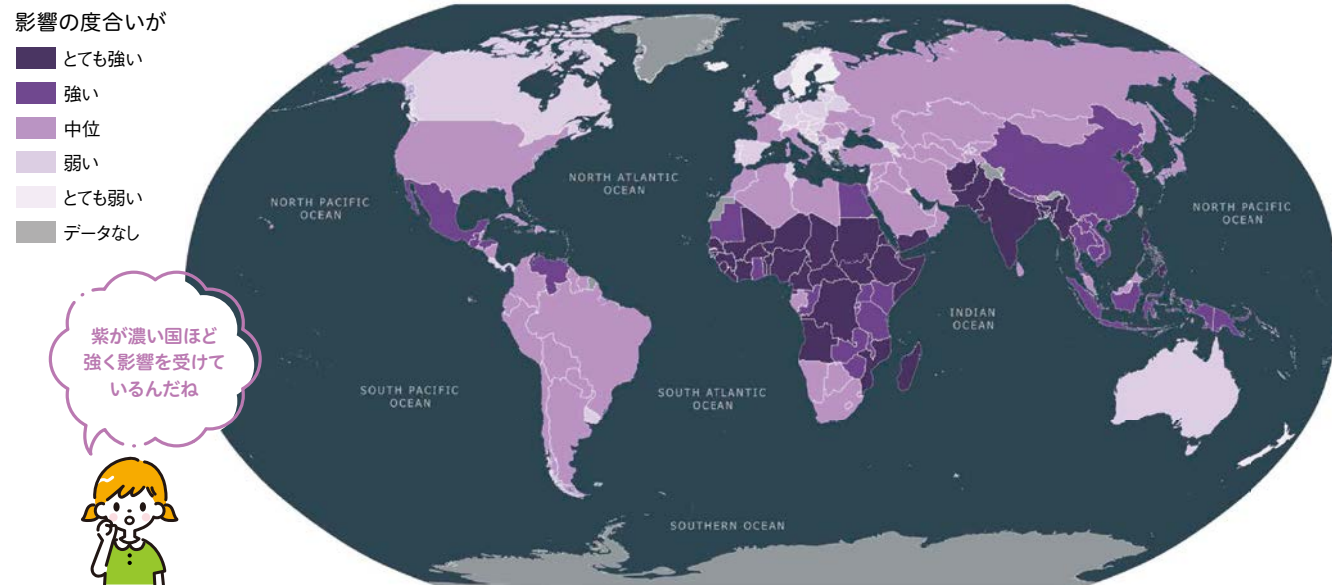 影響の度合いが
とても強い
強い
中位
弱い
とても弱い
データなし
紫が濃い国ほど
強く影響を受けて
いるんだね
NORTH PACIFIC
OCEAN
NORTH ATLANTIC
OCEAN
NORTH PACIFIC
OCEAN
INDIAN
OCEAN
SOUTH PACIFIC
OCEAN
SOUTH ATLANTIC
OCEAN
SOUTHERN OCEAN